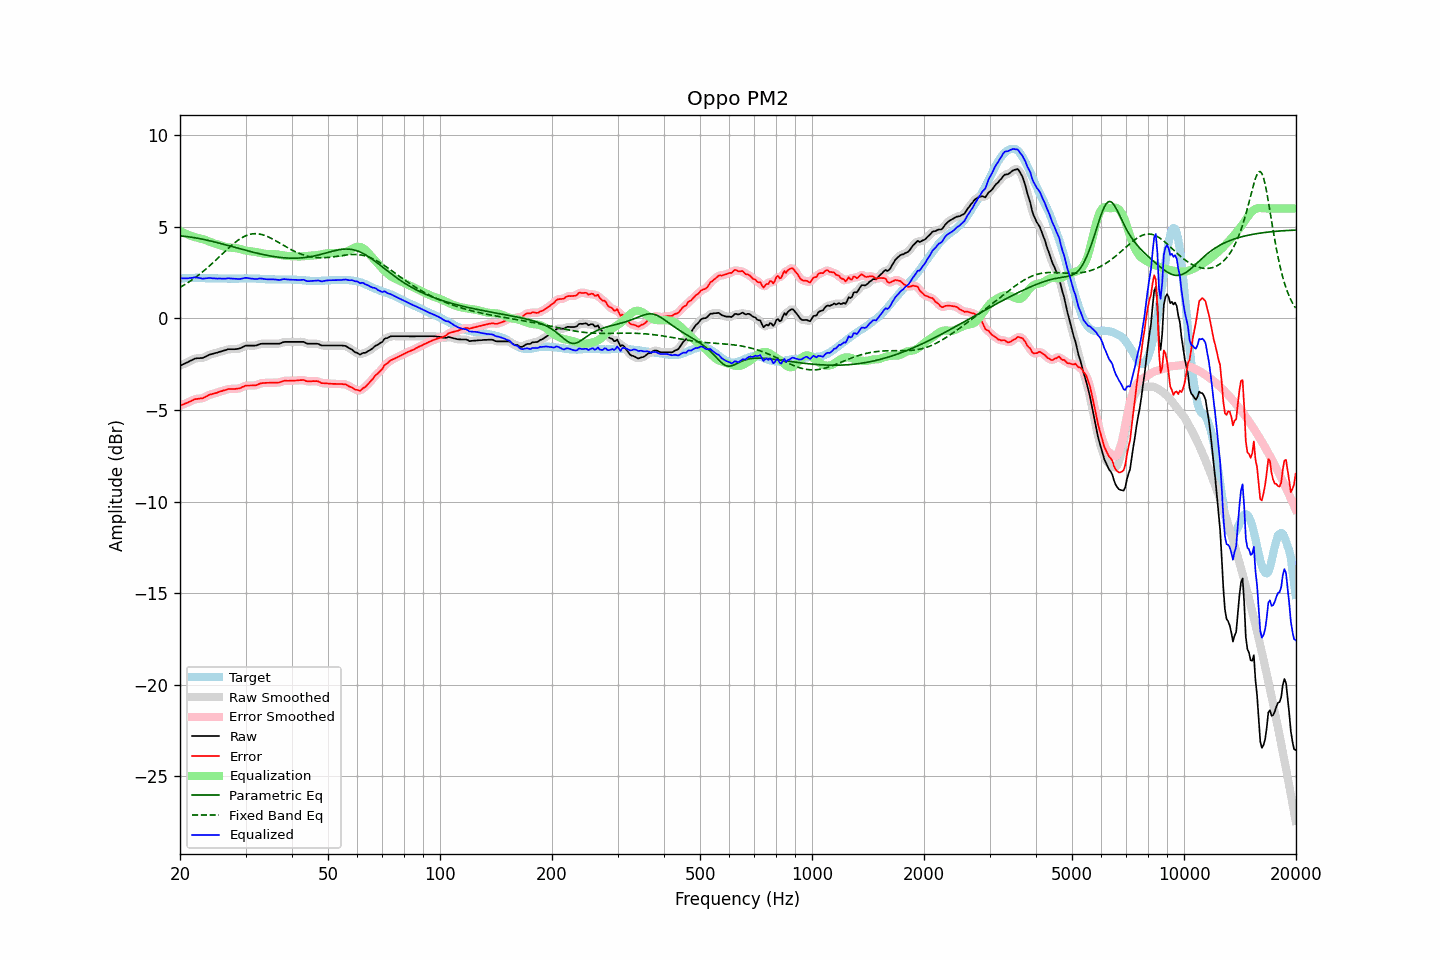 Oppo PM2
10
5
0
−5
−10
−15
−20
−25
Amplitude (dBr)
Target
Raw Smoothed
Error Smoothed
Raw
Error
Equalization
Parametric Eq
Fixed Band Eq
Equalized
20 50 100 200 500 1000 2000 5000 10000 20000
Frequency (Hz)